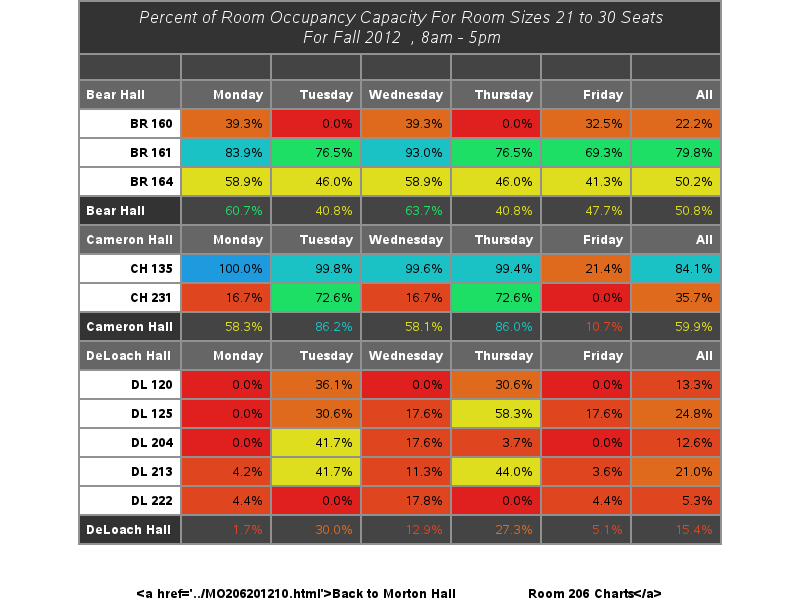 Percent of Room Occupancy Capacity For Room Sizes 21 to 30 Seats
For Fall 2012 , 8am - 5pm
Bear Hall Monday Tuesday Wednesday Thursday Friday All
BR 160 39.3% 0.0% 39.3% 0.0% 32.5% 22.2%
BR 161 83.9% 76.5% 93.0% 76.5% 69.3% 79.8%
BR 164 58.9% 46.0% 58.9% 46.0% 41.3% 50.2%
Bear Hall 60.7% 40.8% 63.7% 40.8% 47.7% 50.8%
Cameron Hall Monday Tuesday Wednesday Thursday Friday All
CH 135 100.0% 99.8% 99.6% 99.4% 21.4% 84.1%
CH 231 16.7% 72.6% 16.7% 72.6% 0.0% 35.7%
Cameron Hall 58.3% 86.2% 58.1% 86.0% 10.7% 59.9%
DeLoach Hall Monday Tuesday Wednesday Thursday Friday All
DL 120 0.0% 36.1% 0.0% 30.6% 0.0% 13.3%
DL 125 0.0% 30.6% 17.6% 58.3% 17.6% 24.8%
DL 204 0.0% 41.7% 17.6% 3.7% 0.0% 12.6%
DL 213 4.2% 41.7% 11.3% 44.0% 3.6% 21.0%
DL 222 4.4% 0.0% 17.8% 0.0% 4.4% 5.3%
DeLoach Hall 1.7% 30.0% 12.9% 27.3% 5.1% 15.4%
<a href='../MO206201210.html'>Back to Morton Hall Room 206 Charts</a>